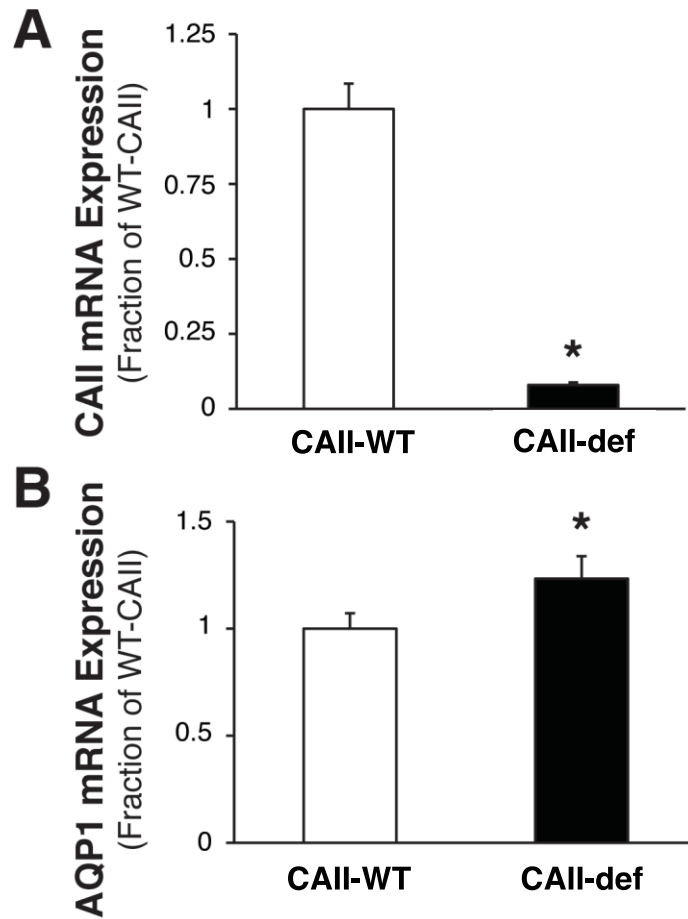 A
CAII mRNA Expression
(Fraction of WT-CAII)
1.25
1
0.75
0.5
0.25
0
*
CAII-WT
CAII-def
B
AQP1 mRNA Expression
(Fraction of WT-CAII)
1.5
1
0.5
0
*
CAII-WT
CAII-def